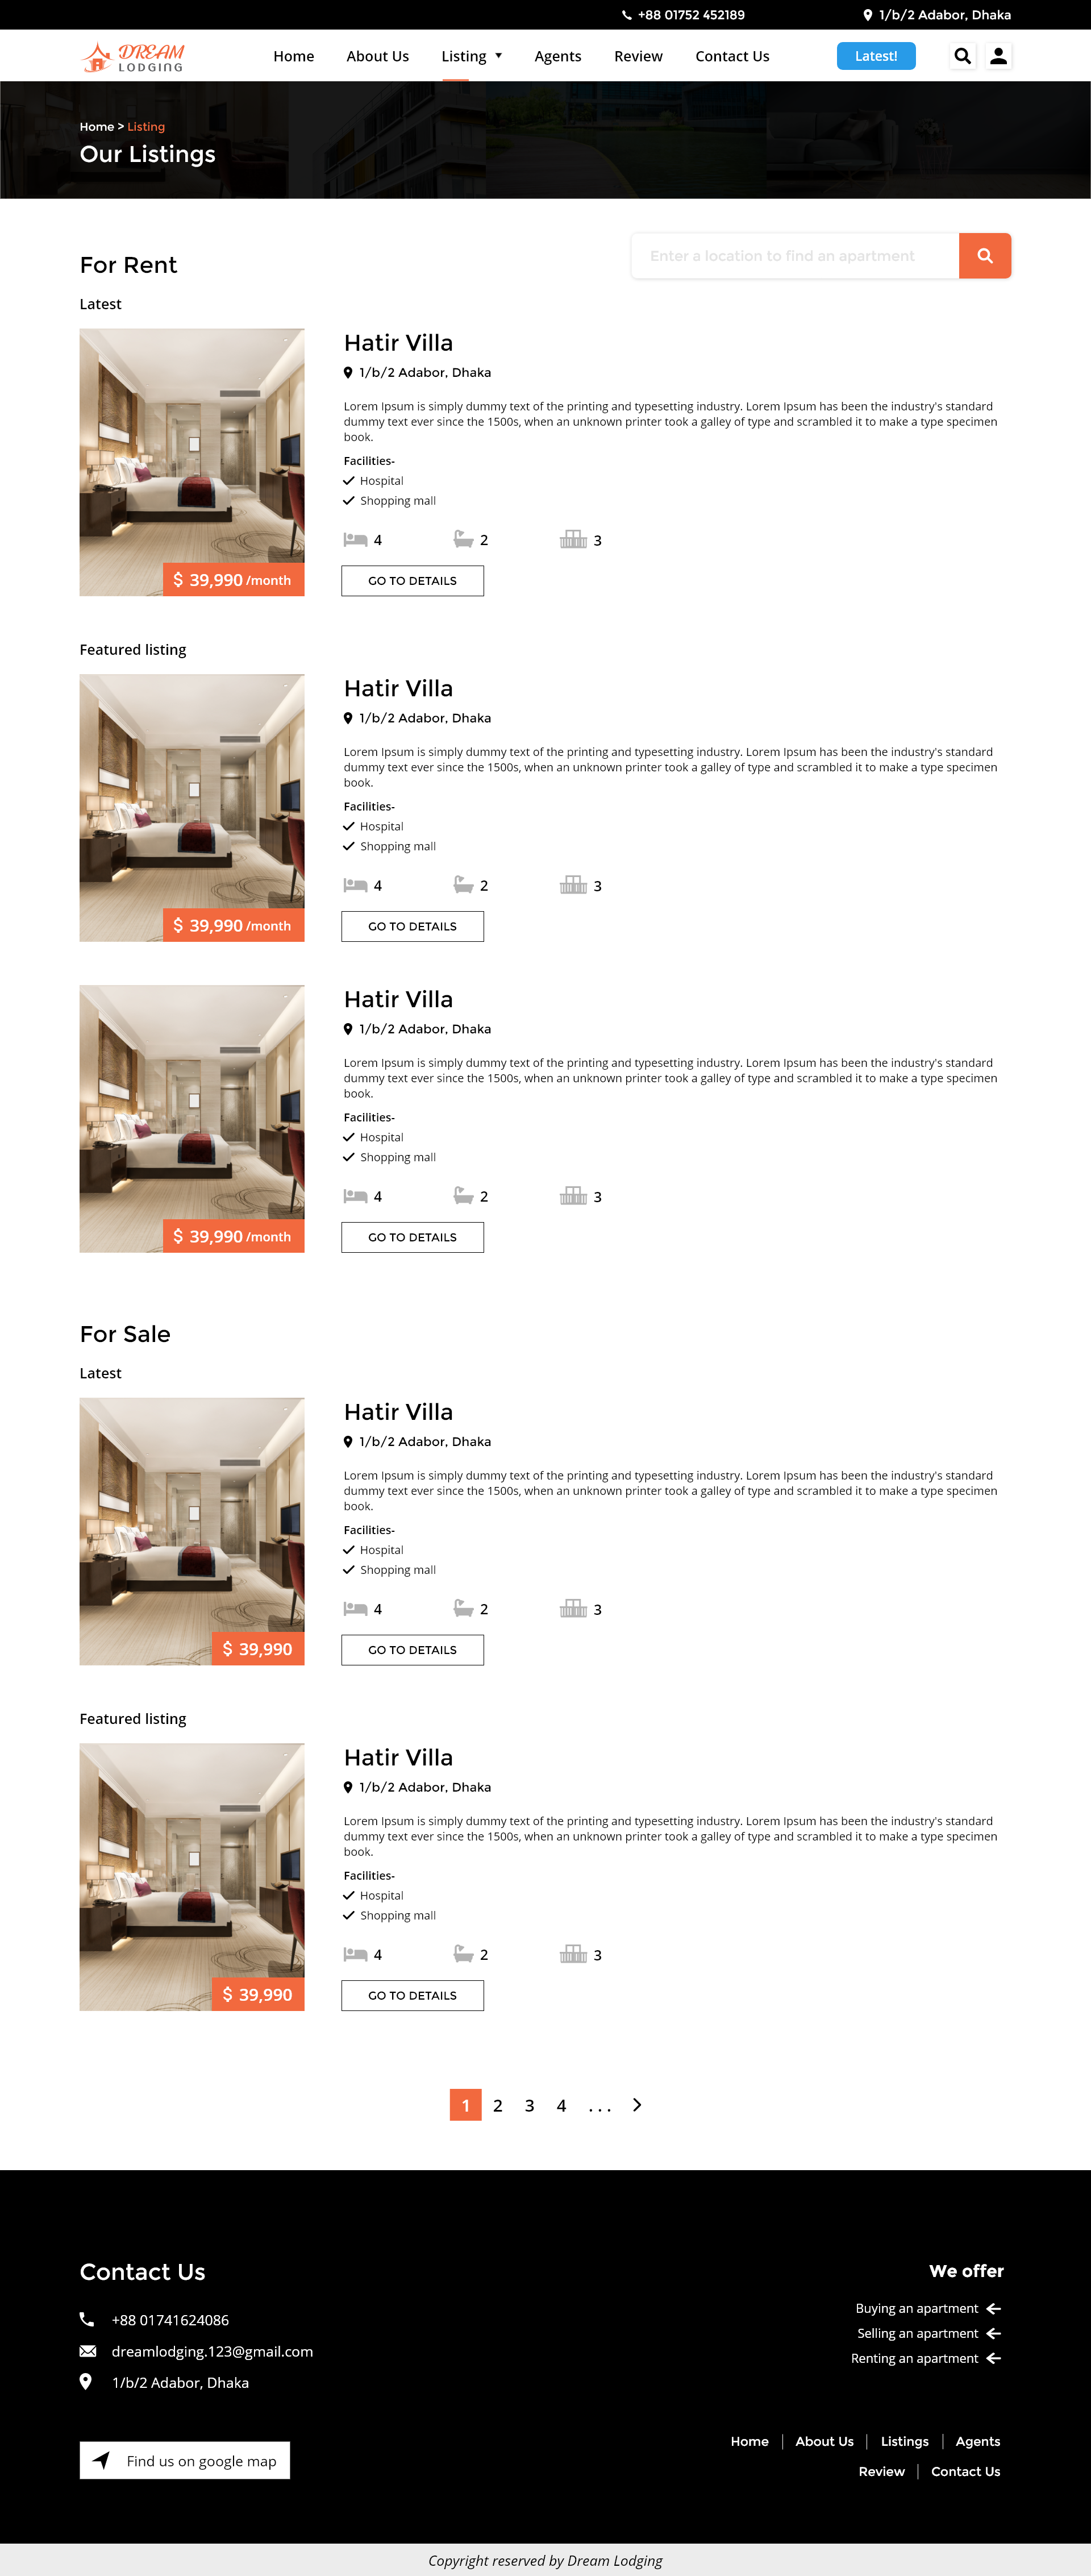 +88 01752 452189
1/b/2 Adabor, Dhaka
DREAM
LODGING
Home
About Us
Listing
Agents
Review
Contact Us
Latest!
Home > Listing
Our Listings
For Rent
Enter a location to find an apartment
Latest
Hatir Villa
1/b/2 Adabor, Dhaka
Lorem Ipsum is simply dummy text of the printing and typesetting industry. Lorem Ipsum has been the industry's standard
dummy text ever since the 1500s, when an unknown printer took a galley of type and scrambled it to make a type specimen
book.
Facilities-
Hospital
Shopping mall
4
2
3
$ 39,990 /month
GO TO DETAILS
Featured listing
Hatir Villa
1/b/2 Adabor, Dhaka
Lorem Ipsum is simply dummy text of the printing and typesetting industry. Lorem Ipsum has been the industry's standard
dummy text ever since the 1500s, when an unknown printer took a galley of type and scrambled it to make a type specimen
book.
Facilities-
Hospital
Shopping mall
4
2
3
$ 39,990 /month
GO TO DETAILS
Hatir Villa
1/b/2 Adabor, Dhaka
Lorem Ipsum is simply dummy text of the printing and typesetting industry. Lorem Ipsum has been the industry's standard
dummy text ever since the 1500s, when an unknown printer took a galley of type and scrambled it to make a type specimen
book.
Facilities-
Hospital
Shopping mall
4
2
3
$ 39,990 /month
GO TO DETAILS
For Sale
Latest
Hatir Villa
1/b/2 Adabor, Dhaka
Lorem Ipsum is simply dummy text of the printing and typesetting industry. Lorem Ipsum has been the industry's standard
dummy text ever since the 1500s, when an unknown printer took a galley of type and scrambled it to make a type specimen
book.
Facilities-
Hospital
Shopping mall
4
2
3
$ 39,990
GO TO DETAILS
Featured listing
Hatir Villa
1/b/2 Adabor, Dhaka
Lorem Ipsum is simply dummy text of the printing and typesetting industry. Lorem Ipsum has been the industry's standard
dummy text ever since the 1500s, when an unknown printer took a galley of type and scrambled it to make a type specimen
book.
Facilities-
Hospital
Shopping mall
4
2
3
$ 39,990
GO TO DETAILS
1 2 3 4 . . . >
Contact Us
+88 01741624086
dreamlodging.123@gmail.com
1/b/2 Adabor, Dhaka
Find us on google map
We offer
Buying an apartment
Selling an apartment
Renting an apartment
Home | About Us | Listings | Agents
Review | Contact Us
Copyright reserved by Dream Lodging